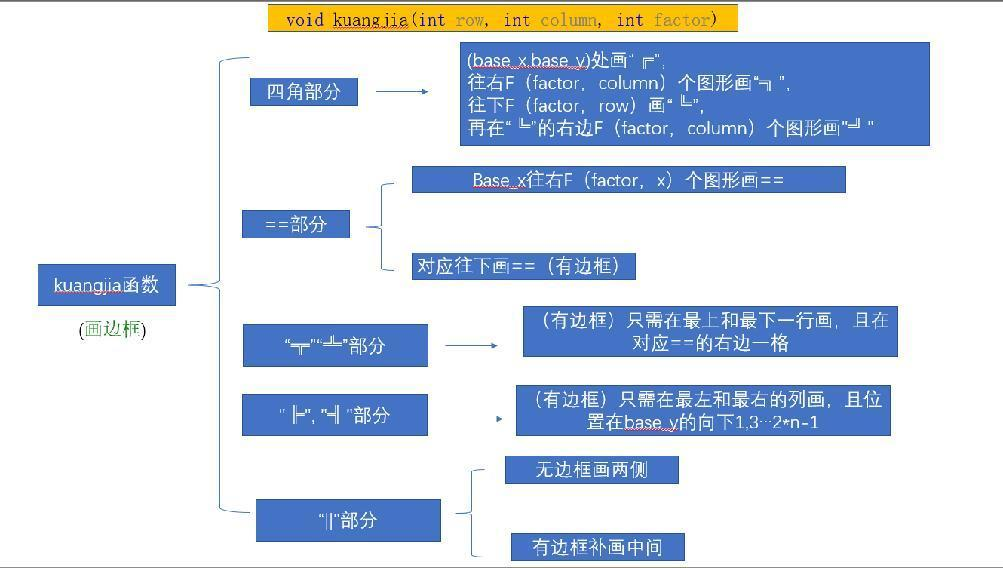 void kuangjia(int row, int column, int factor)
四角部分
(base_x,base_y)处画“╔”,
往右F（factor，column）个图形画“╗”,
往下F（factor，row）画“╚”,
再在“╚”的右边F（factor，column）个图形画"╝"
Base_x往右F（factor，x）个图形画==
==部分
对应往下画==（有边框）
kuangjia函数
(画边框)
“╦”“╩”部分
（有边框）只需在最上和最下一行画，且在
对应==的右边一格
"╠", "╣"部分
（有边框）只需在最左和最右的列画，且位
置在base_y的向下1,3…2*n-1
“||”部分
无边框画两侧
有边框补画中间